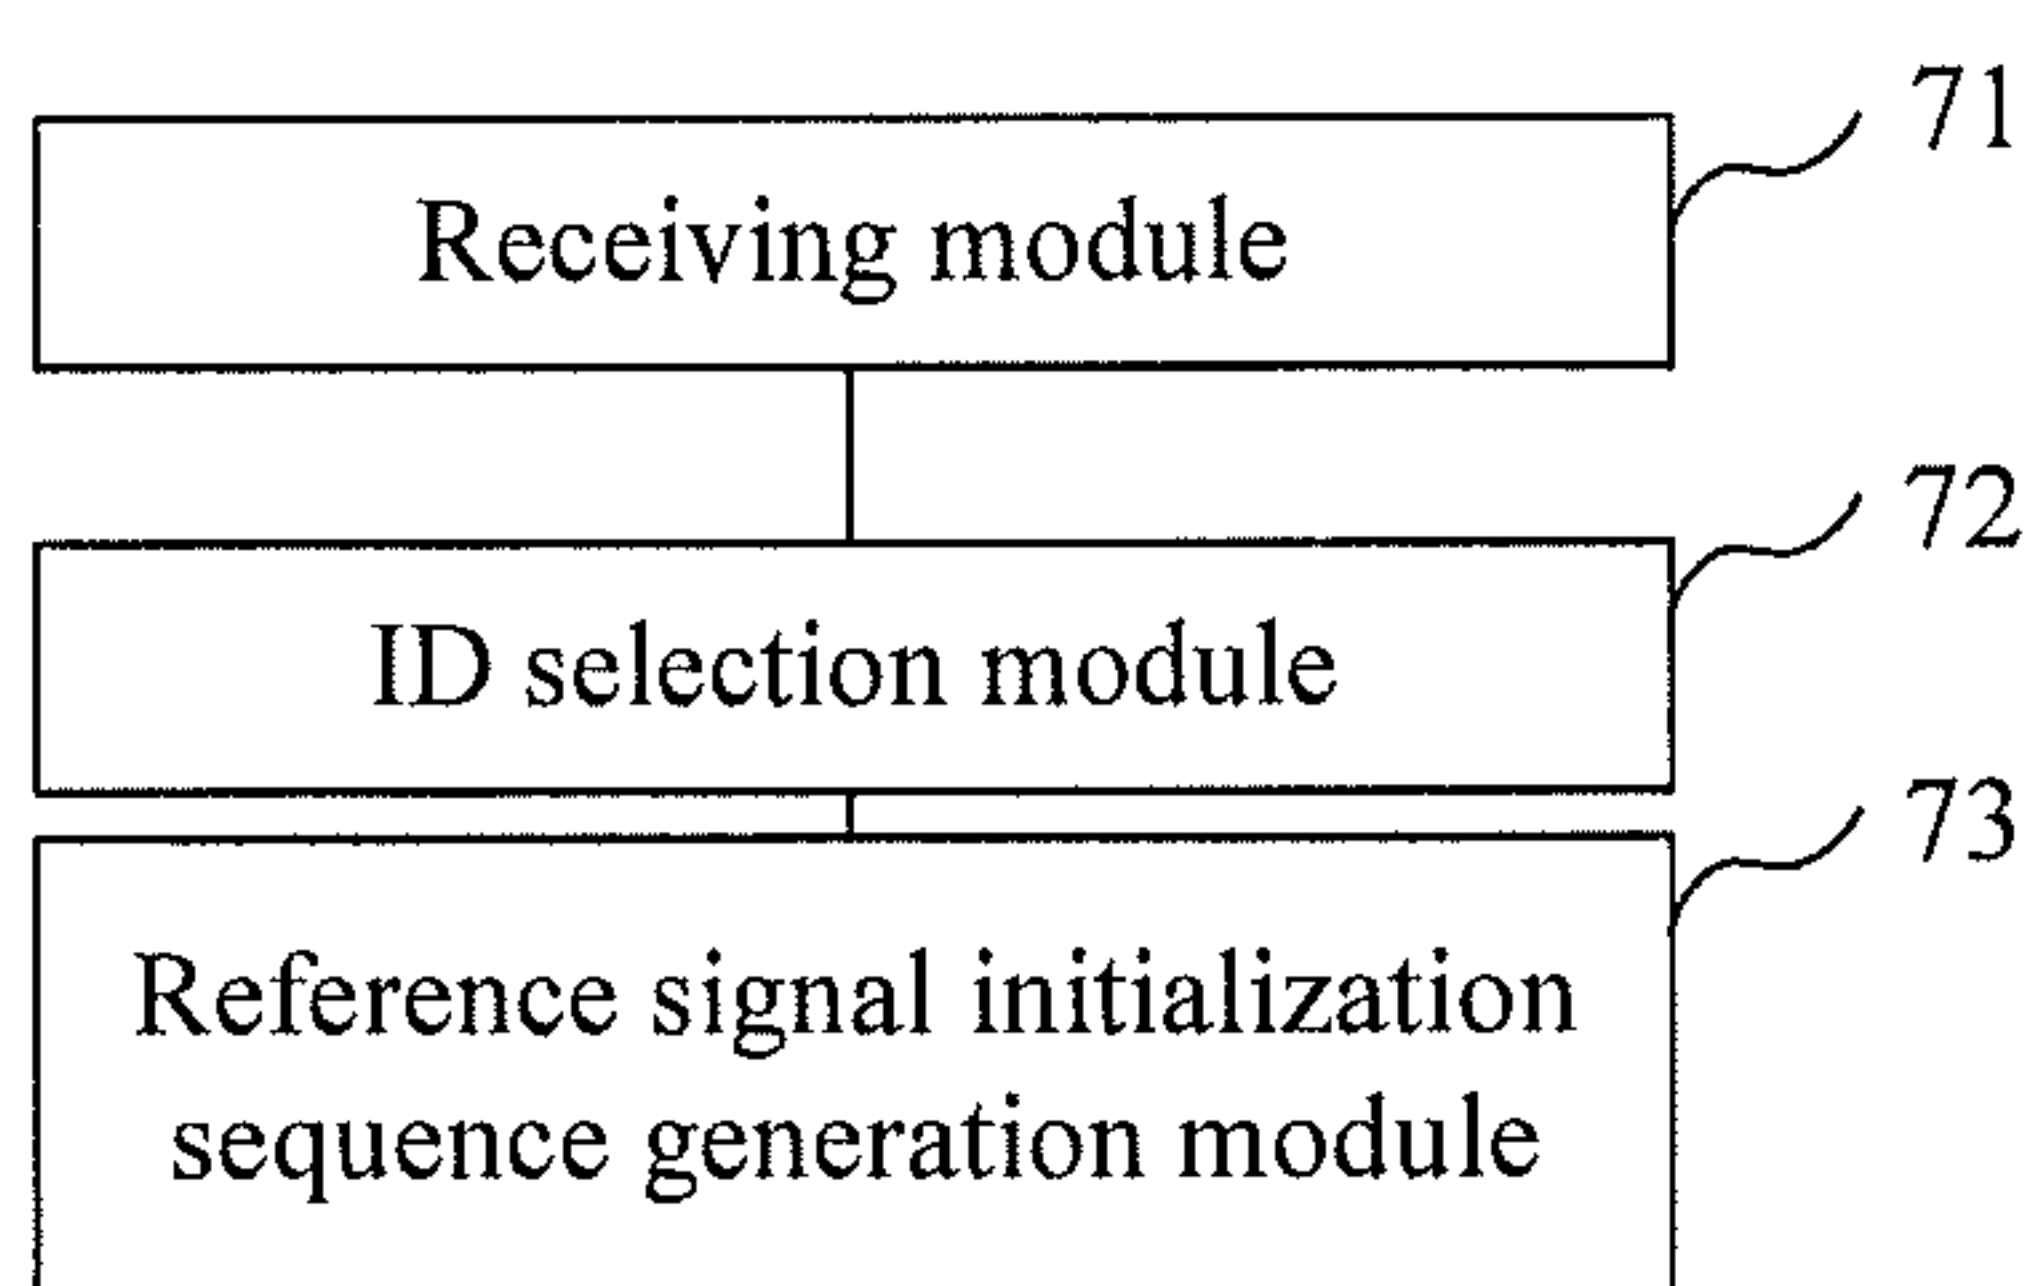 71
Receiving module
72
ID selection module
73
Reference signal initialization
sequence generation module